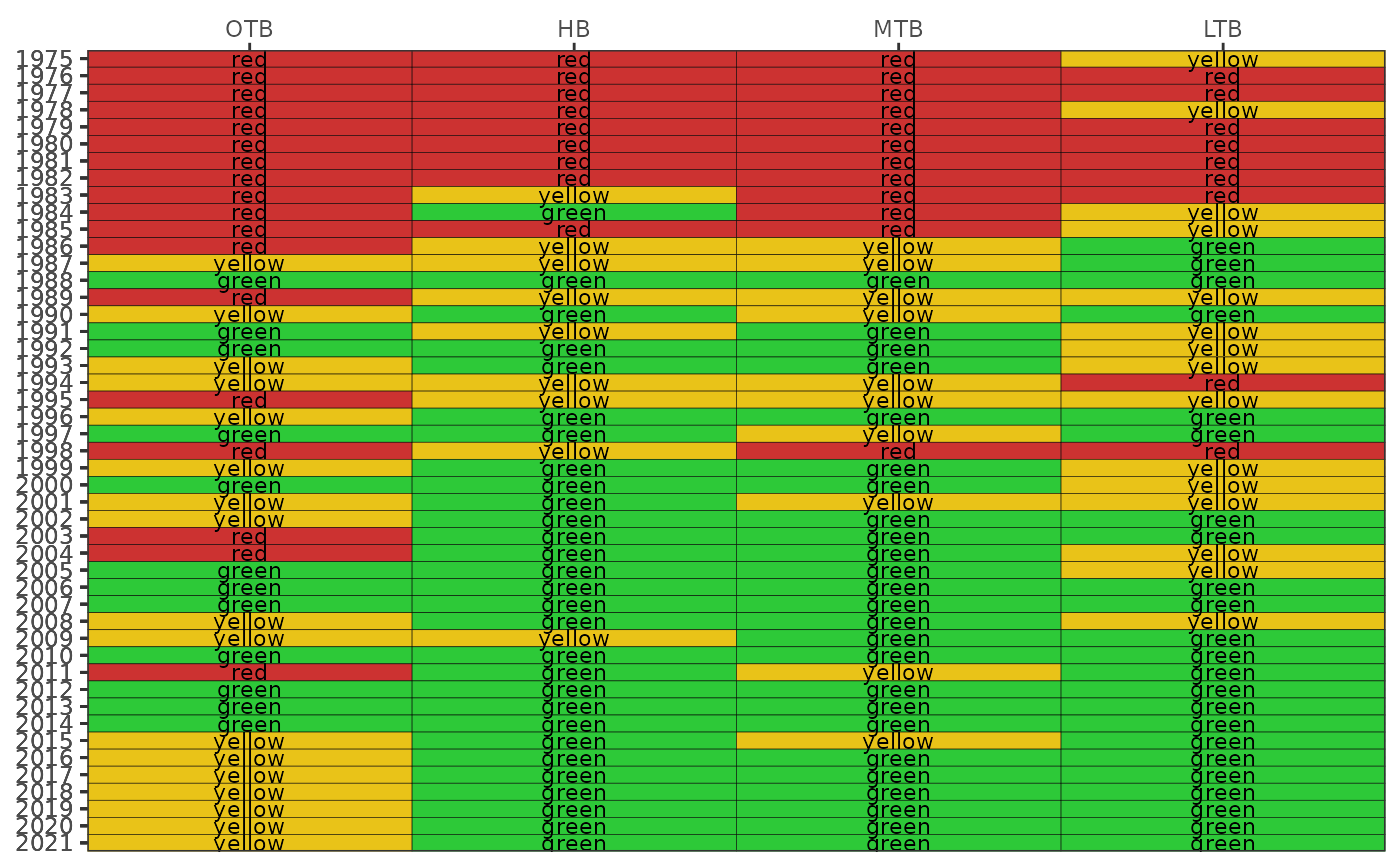 OTB HB MTB LTB
1975 red red red yellow
1976 red red red red
1977 red red red red
1978 red red red yellow
1979 red red red red
1980 red red red red
1981 red red red red
1982 red red red red
1983 red yellow red red
1984 red green red yellow
1985 red red red yellow
1986 red yellow yellow green
1987 yellow yellow yellow green
1988 green green green green
1989 red yellow yellow yellow
1990 yellow green yellow green
1991 green yellow green yellow
1992 green green green yellow
1993 yellow green green yellow
1994 yellow yellow yellow red
1995 red yellow yellow yellow
1996 yellow green green green
1997 green green yellow green
1998 red yellow red red
1999 yellow green green yellow
2000 green green green yellow
2001 yellow green yellow yellow
2002 yellow green green green
2003 red green green green
2004 red green green yellow
2005 green green green yellow
2006 green green green green
2007 green green green green
2008 yellow green green yellow
2009 yellow yellow green green
2010 green green green green
2011 red green yellow green
2012 green green green green
2013 green green green green
2014 green green green green
2015 yellow green yellow green
2016 yellow green green green
2017 yellow green green green
2018 yellow green green green
2019 yellow green green green
2020 yellow green green green
2021 yellow green green green